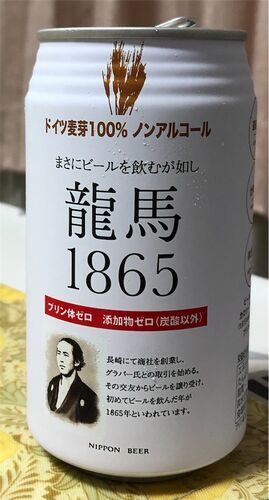 ドイツ麦芽100% ノンアルコール
まさにビールを飲むが如し
龍馬
1865
プリン体ゼロ 添加物ゼロ(炭酸以外)
長崎にて商社を創業し、
グラバー氏との取引を始める。
その交友からビールを譲り受け、
初めてビールを飲んだ年が
1865年といわれています。
NIPPON BEER